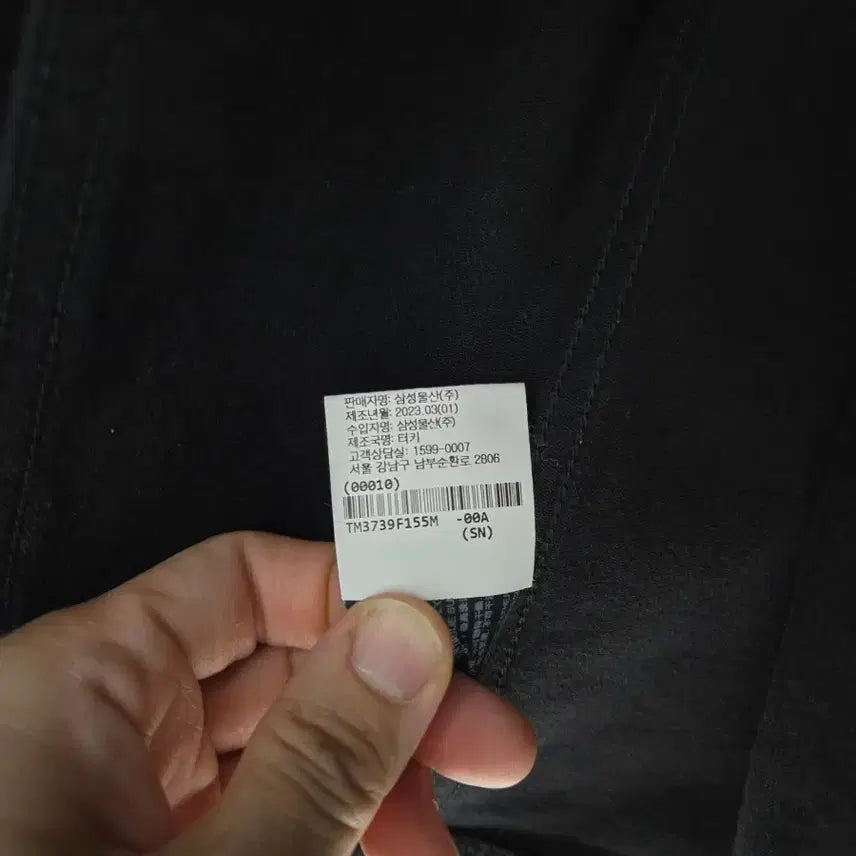 판매자명: 삼성물산(주)
제조년월: 2023.03(01)
수입자명: 삼성물산(주)
제조국명: 터키
고객상담실: 1599-0007
서울 강남구 남부순환로 2806
(00010)
TM3739F155M -00A
(SN)